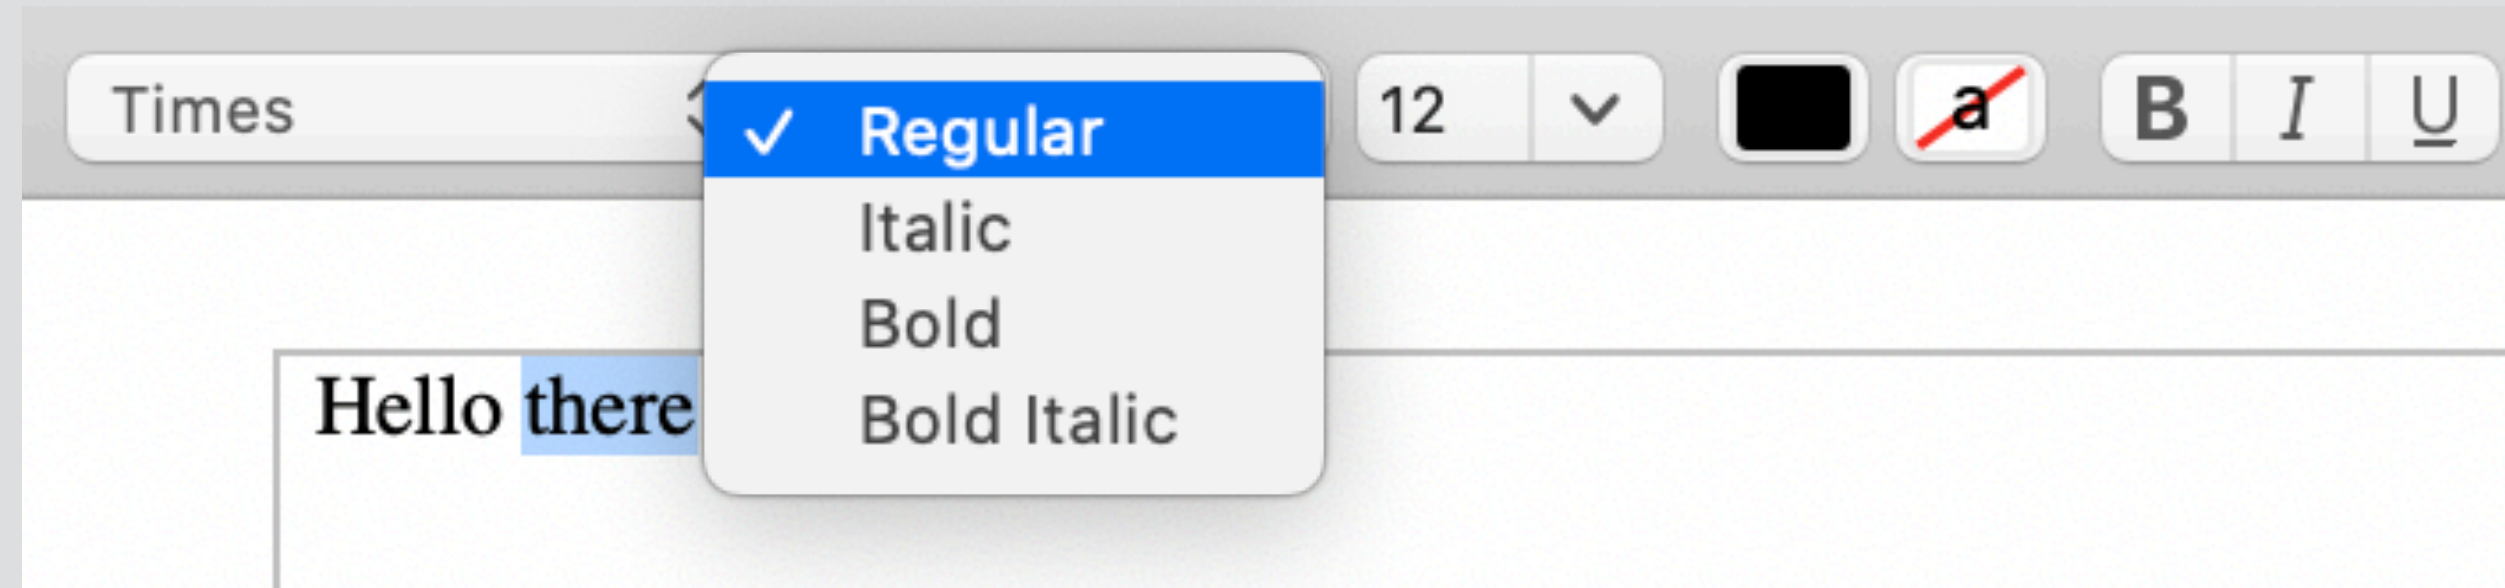 Times
Regular
Italic
Bold
Bold Italic
12
a
B I U
Hello there